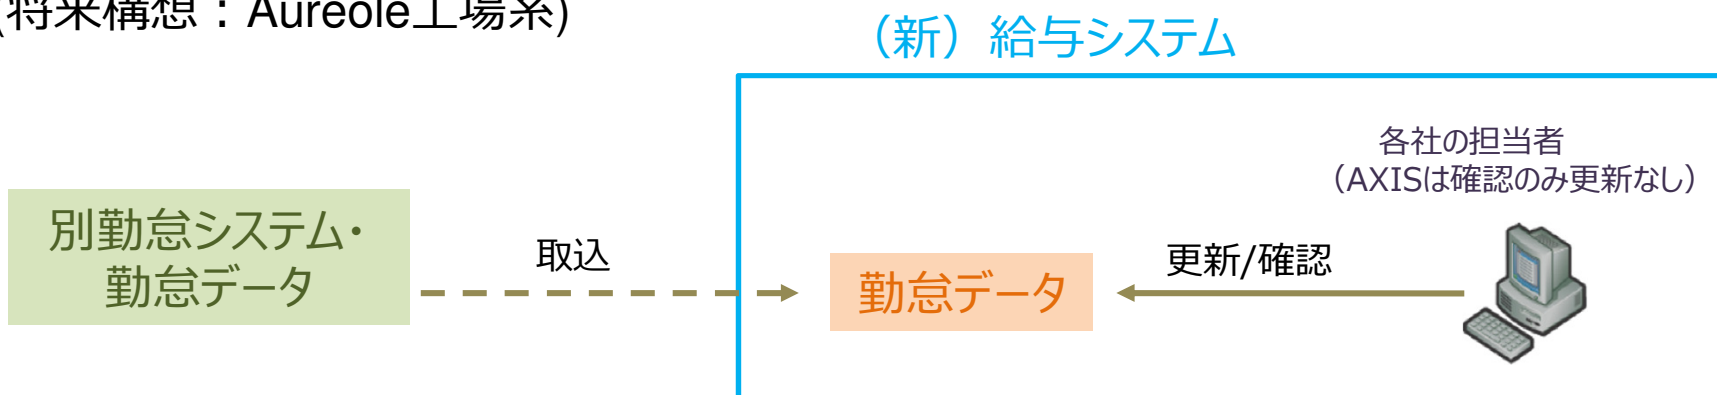 (将来構想：Aureole工場系)
（新）給与システム
各社の担当者
（AXISは確認のみ更新なし）
別勤怠システム・
勤怠データ
取込
勤怠データ
更新/確認